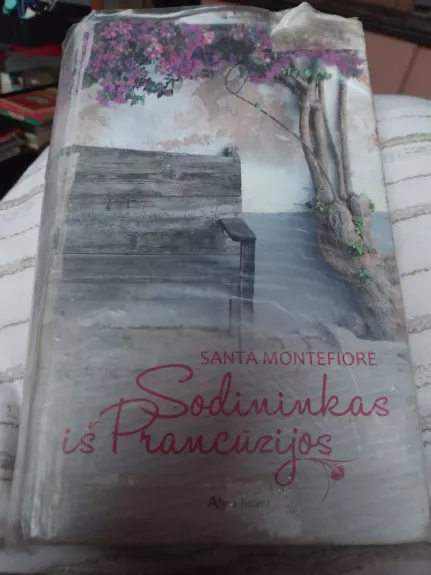 SANTA MONTEFIORE
Sodininkas
iš Prancūzijos